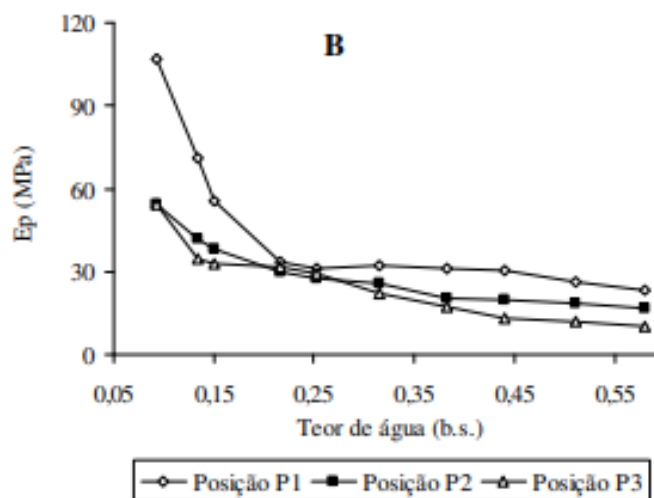 B
Ep (MPa)
120
90
60
30
0
0,05 0,15 0,25 0,35 0,45 0,55
Teor de água (b.s.)
Posição P1 Posição P2 Posição P3